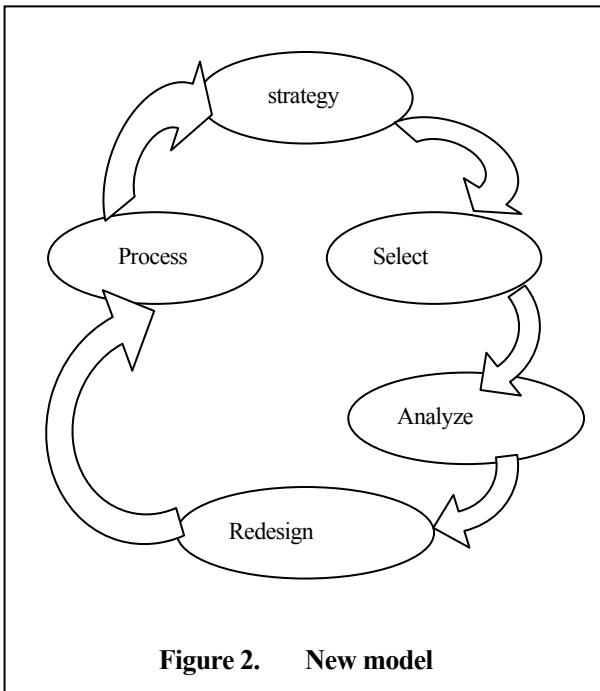 strategy
Process
Select
Analyze
Redesign
Figure 2. New model